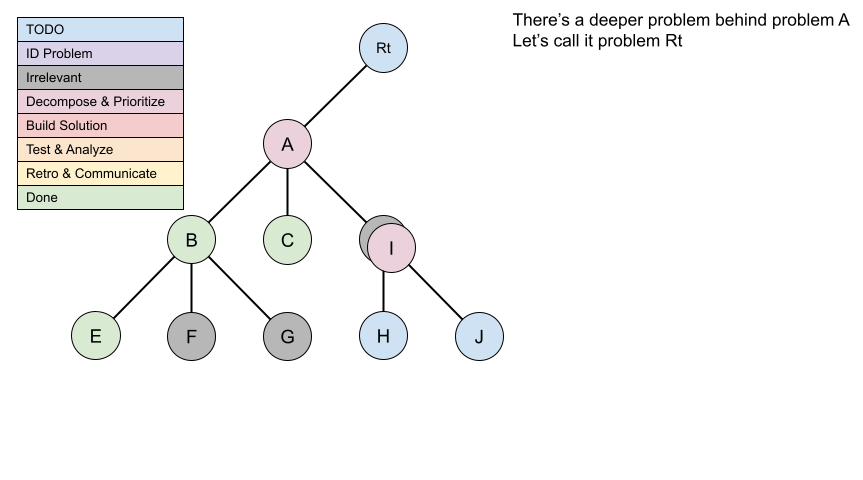 There's a deeper problem behind problem A
Let's call it problem Rt
TODO
ID Problem
Irrelevant
Decompose & Prioritize
Build Solution
Test & Analyze
Retro & Communicate
Done
Rt
A
B
C
I
E
F
G
H
J